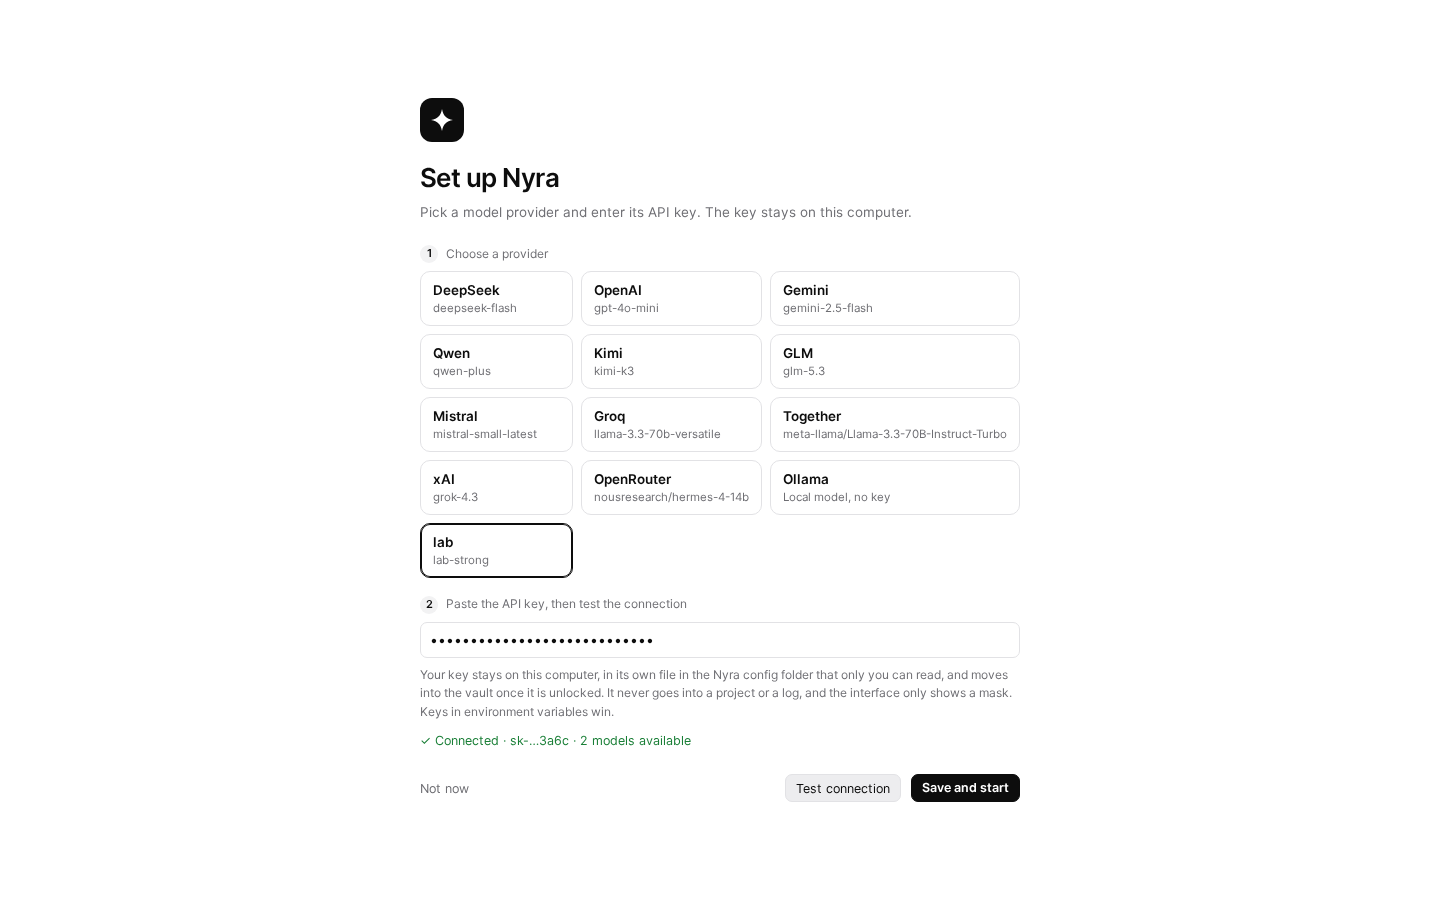 Set up Nyra
Pick a model provider and enter its API key. The key stays on this computer.
1 Choose a provider
DeepSeek
deepseek-flash
OpenAI
gpt-4o-mini
Gemini
gemini-2.5-flash
Qwen
qwen-plus
Kimi
kimi-k3
GLM
glm-5.3
Mistral
mistral-small-latest
Groq
llama-3.3-70b-versatile
Together
meta-llama/Llama-3.3-70B-Instruct-Turbo
xAI
grok-4.3
OpenRouter
nousresearch/hermes-4-14b
Ollama
Local model, no key
lab
lab-strong
2 Paste the API key, then test the connection
••••••••••••••••••••••••••••
Your key stays on this computer, in its own file in the Nyra config folder that only you can read, and moves
into the vault once it is unlocked. It never goes into a project or a log, and the interface only shows a mask.
Keys in environment variables win.
✓ Connected · sk-…3a6c · 2 models available
Not now
Test connection
Save and start